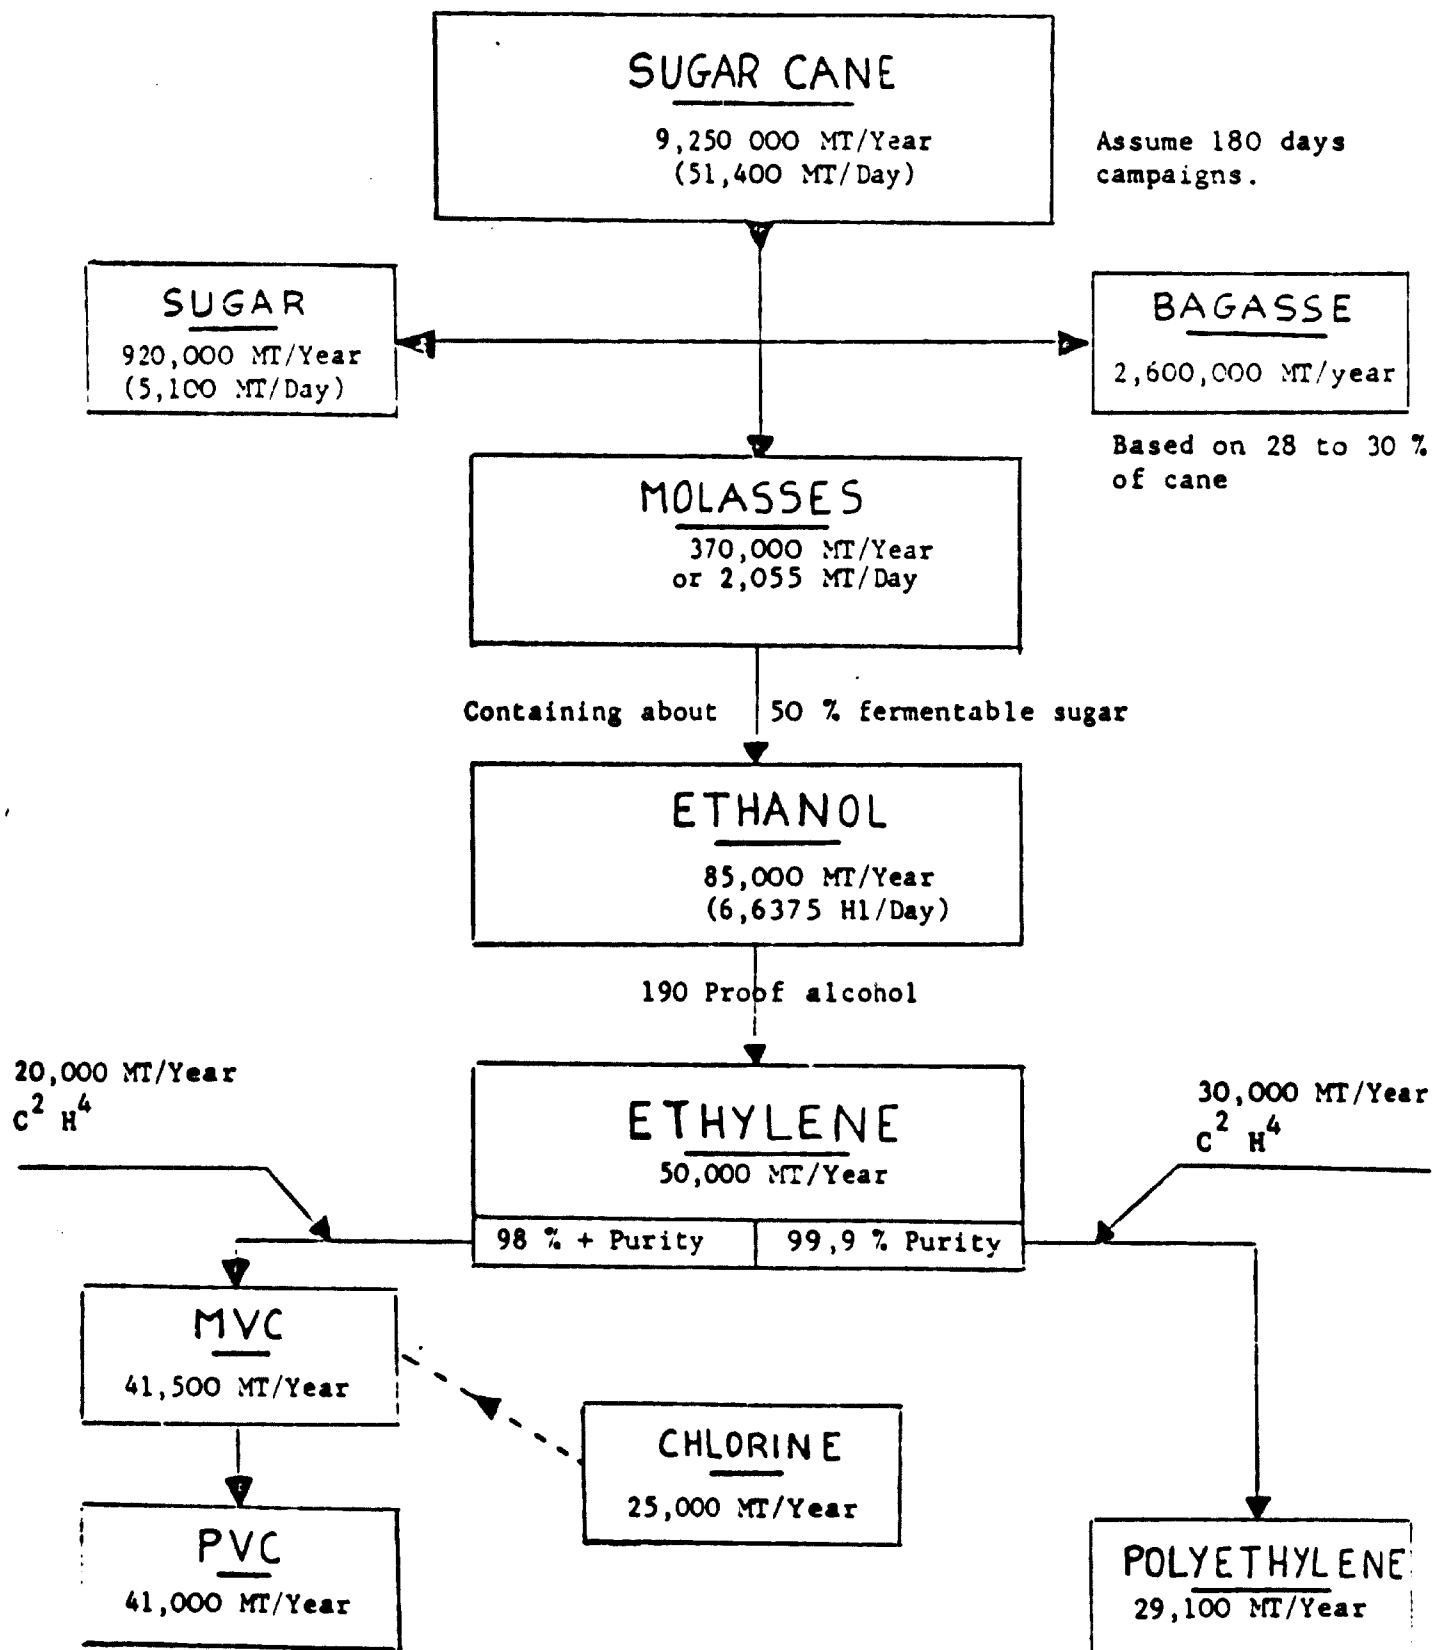 SUGAR CANE
9,250 000 MT/Year
(51,400 MT/Day)
Assume 180 days
campaigns.
SUGAR
920,000 MT/Year
(5,100 MT/Day)
BAGASSE
2,600,000 MT/year
Based on 28 to 30 %
of cane
MOLASSES
370,000 MT/Year
or 2,055 MT/Day
Containing about 50 % fermentable sugar
ETHANOL
85,000 MT/Year
(6,6375 Hl/Day)
190 Proof alcohol
20,000 MT/Year
C² H⁴
30,000 MT/Year
C² H⁴
ETHYLENE
50,000 MT/Year
98 % + Purity
99,9 % Purity
MVC
41,500 MT/Year
CHLORINE
25,000 MT/Year
PVC
41,000 MT/Year
POLYETHYLENE
29,100 MT/Year